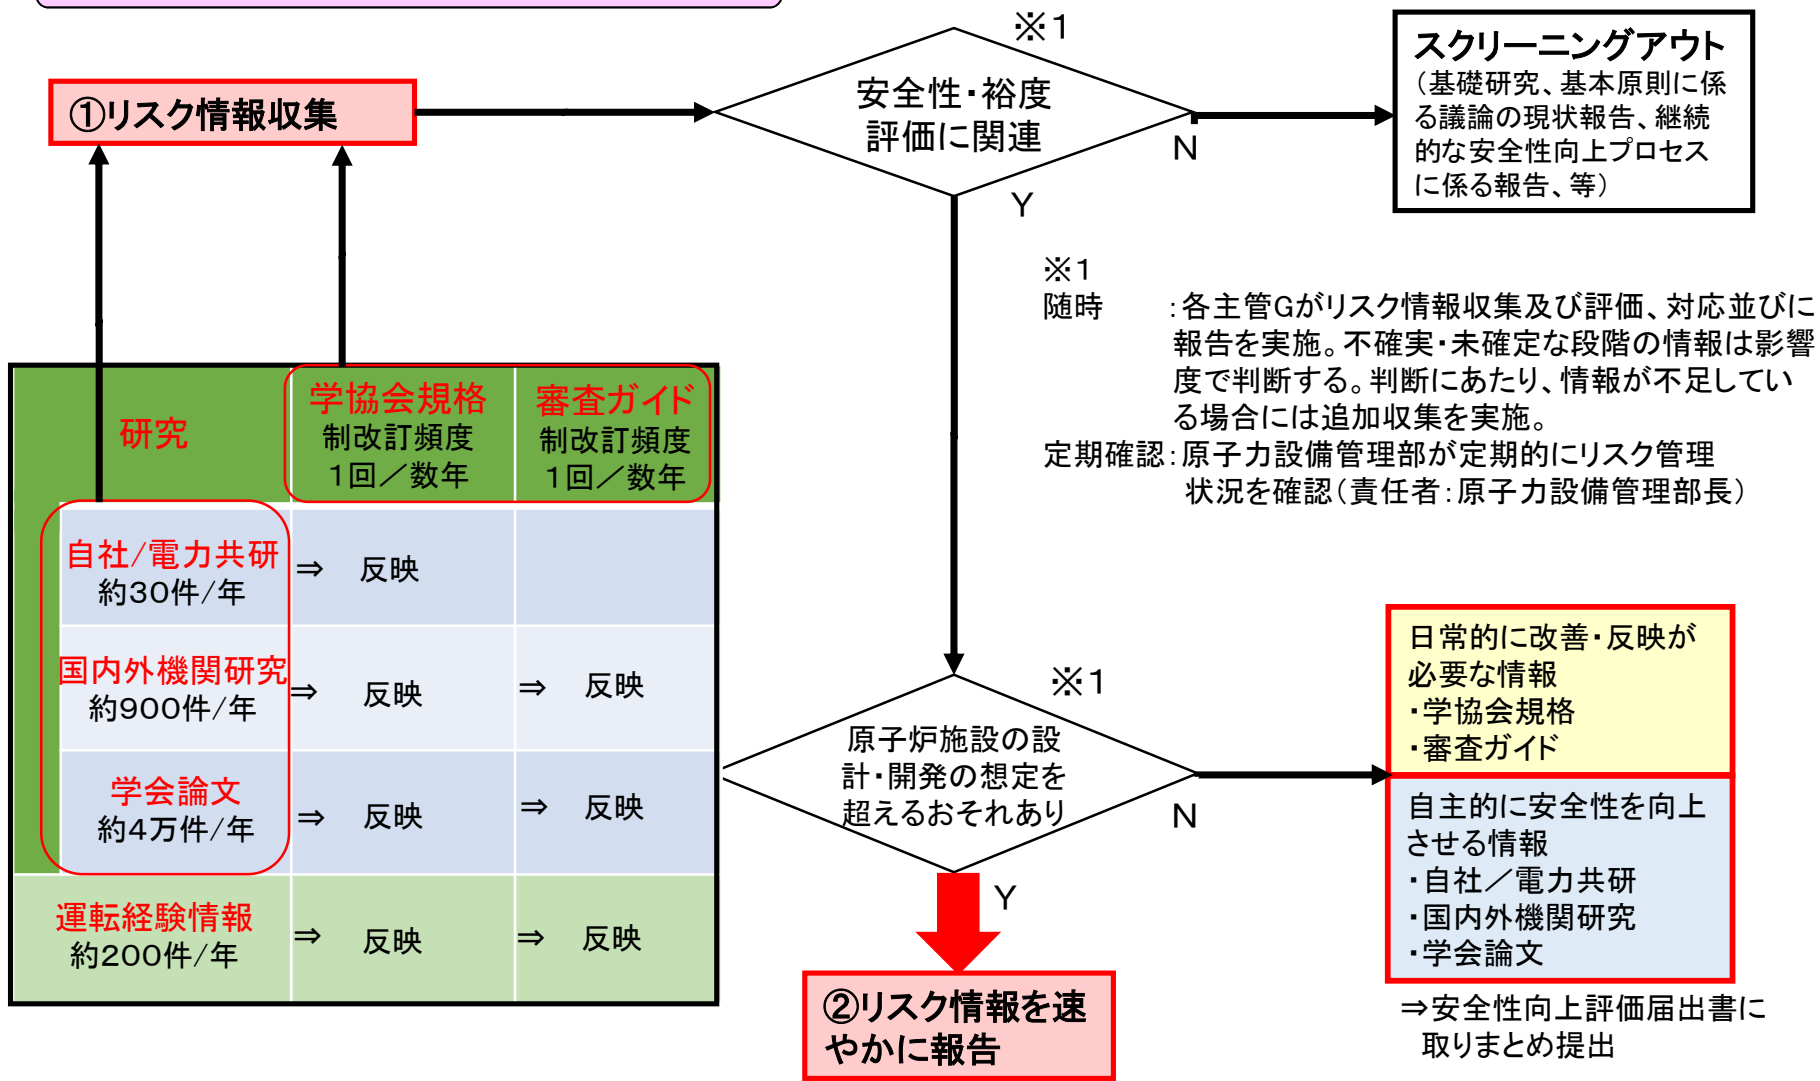 ※1
安全性・裕度
評価に関連
N
Y
スクリーニングアウト
（基礎研究、基本原則に係
る議論の現状報告、継続
的な安全性向上プロセス
に係る報告、等）
①リスク情報収集
※1
随時　　：各主管Gがリスク情報収集及び評価、対応並びに
報告を実施。不確実・未確定な段階の情報は影響
度で判断する。判断にあたり、情報が不足してい
る場合には追加収集を実施。
定期確認：原子力設備管理部が定期的にリスク管理
状況を確認（責任者：原子力設備管理部長）
研究
学協会規格
制改訂頻度
1回／数年
審査ガイド
制改訂頻度
1回／数年
自社/電力共研
約30件/年
⇒ 反映
国内外機関研究
約900件/年
⇒ 反映 ⇒ 反映
学会論文
約4万件/年
⇒ 反映 ⇒ 反映
運転経験情報
約200件/年
⇒ 反映 ⇒ 反映
※1
原子炉施設の設
計・開発の想定を
超えるおそれあり
N
Y
②リスク情報を速
やかに報告
日常的に改善・反映が
必要な情報
・学協会規格
・審査ガイド
自主的に安全性を向上
させる情報
・自社／電力共研
・国内外機関研究
・学会論文
⇒安全性向上評価届出書に
取りまとめ提出